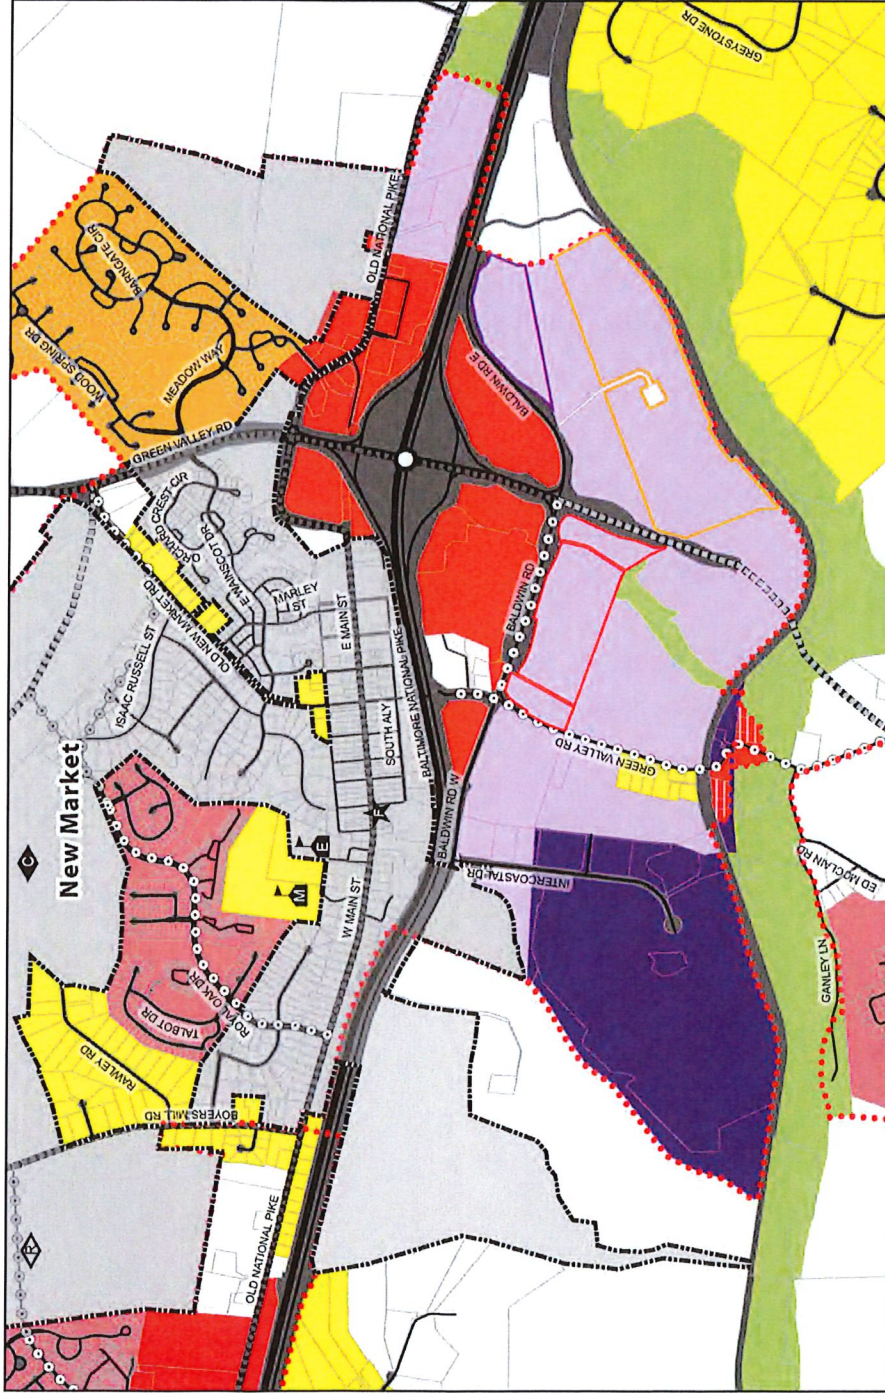 C
R
New Market
WOOD SPRING DR
BARNGATE CIR
MEADOW WAY
GREEN VALLEY RD
ORCHARD CREST CIR
E WAINSCOT DR
MARLEY ST
ISAAC RUSSELL ST
OLD NEW MARKET RD
RAWLEY RD
TALBOT DR
ROYAL OAK DR
BOYERS MILL RD
M
E
F
W MAIN ST
E MAIN ST
SOUTH ALY
OLD NATIONAL PIKE
OLD NATIONAL PIKE
BALTIMORE NATIONAL PIKE
BALDWIN RD W
BALDWIN RD
BALDWIN RD E
INTERCOASTAL DR
GREEN VALLEY RD
GREYSTONE DR
GANLEY LN
ED MCCLAIN RD